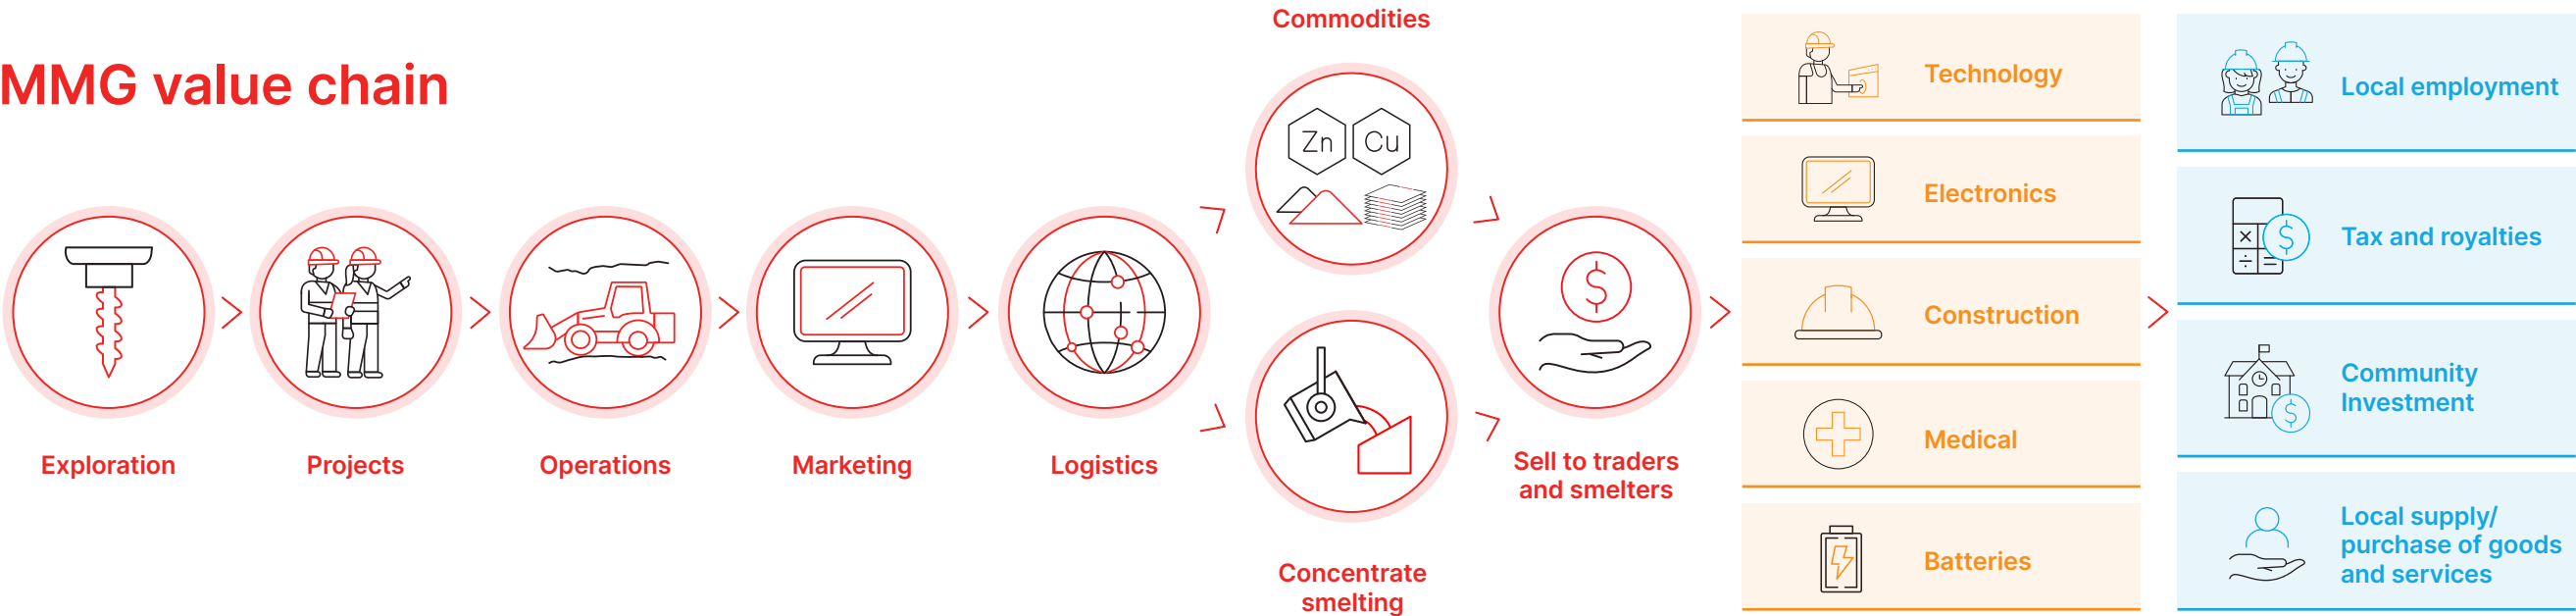 MMG value chain
Exploration
Projects
Operations
Marketing
Logistics
Commodities
Zn
Cu
Concentrate
smelting
Sell to traders
and smelters
Technology
Electronics
Construction
Medical
Batteries
Local employment
Tax and royalties
Community
Investment
Local supply/
purchase of goods
and services